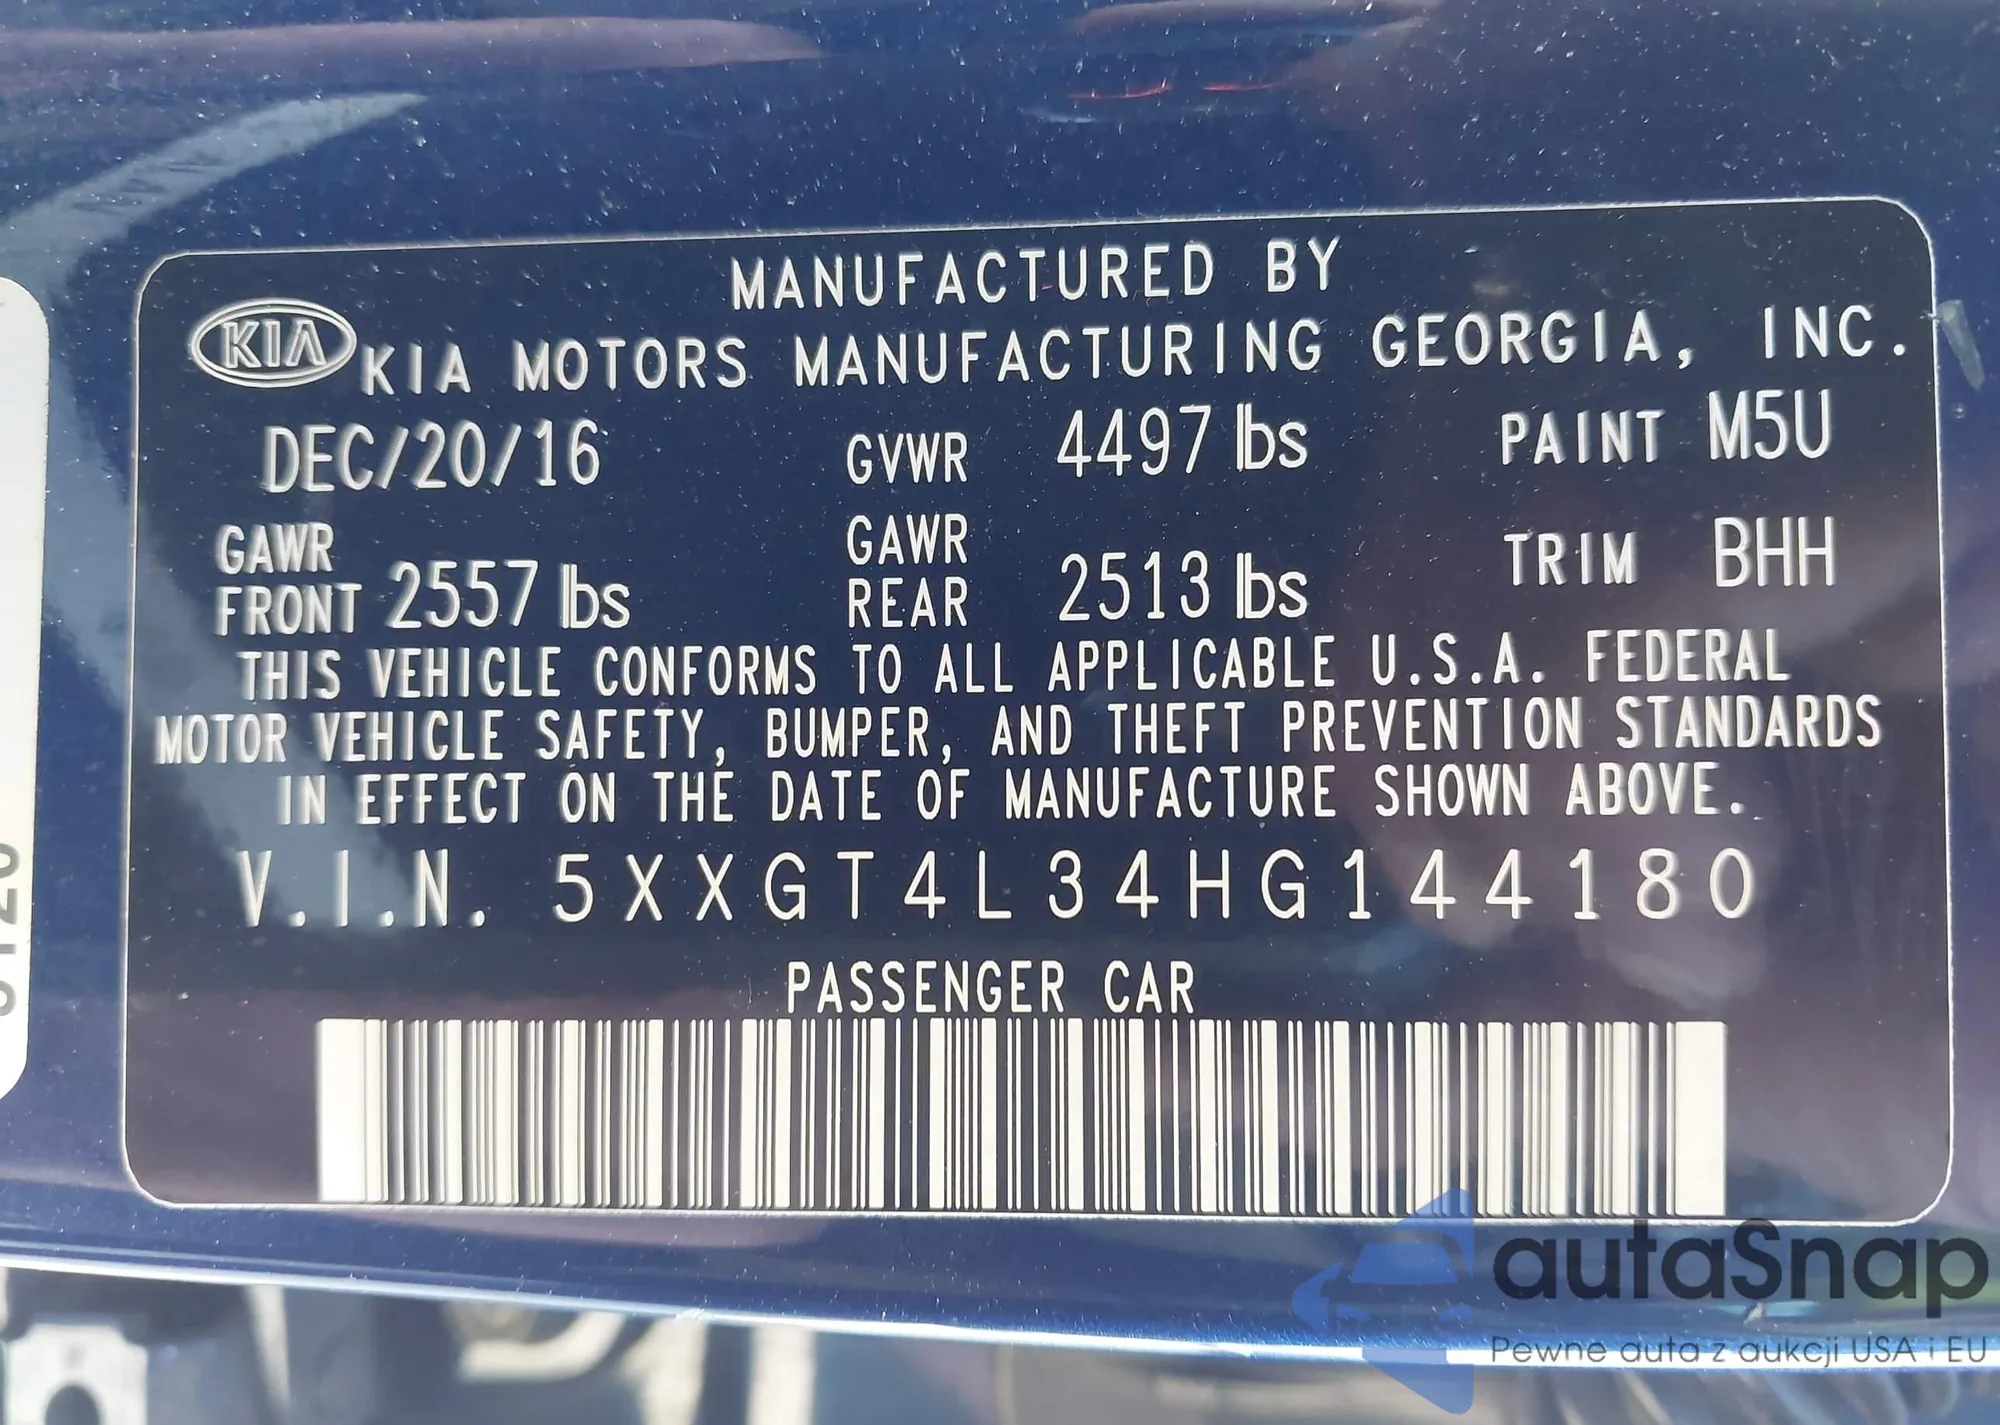 MANUFACTURED BY
KIA KIA MOTORS MANUFACTURING GEORGIA, INC.
DEC/20/16 GVWR 4497 lbs PAINT M5U
GAWR FRONT 2557 lbs GAWR REAR 2513 lbs TRIM BHH
THIS VEHICLE CONFORMS TO ALL APPLICABLE U.S.A. FEDERAL
MOTOR VEHICLE SAFETY, BUMPER, AND THEFT PREVENTION STANDARDS
IN EFFECT ON THE DATE OF MANUFACTURE SHOWN ABOVE.
V.I.N. 5XXGT4L34HG144180
PASSENGER CAR
autaSnap
Pewne auta z aukcji USA i EU